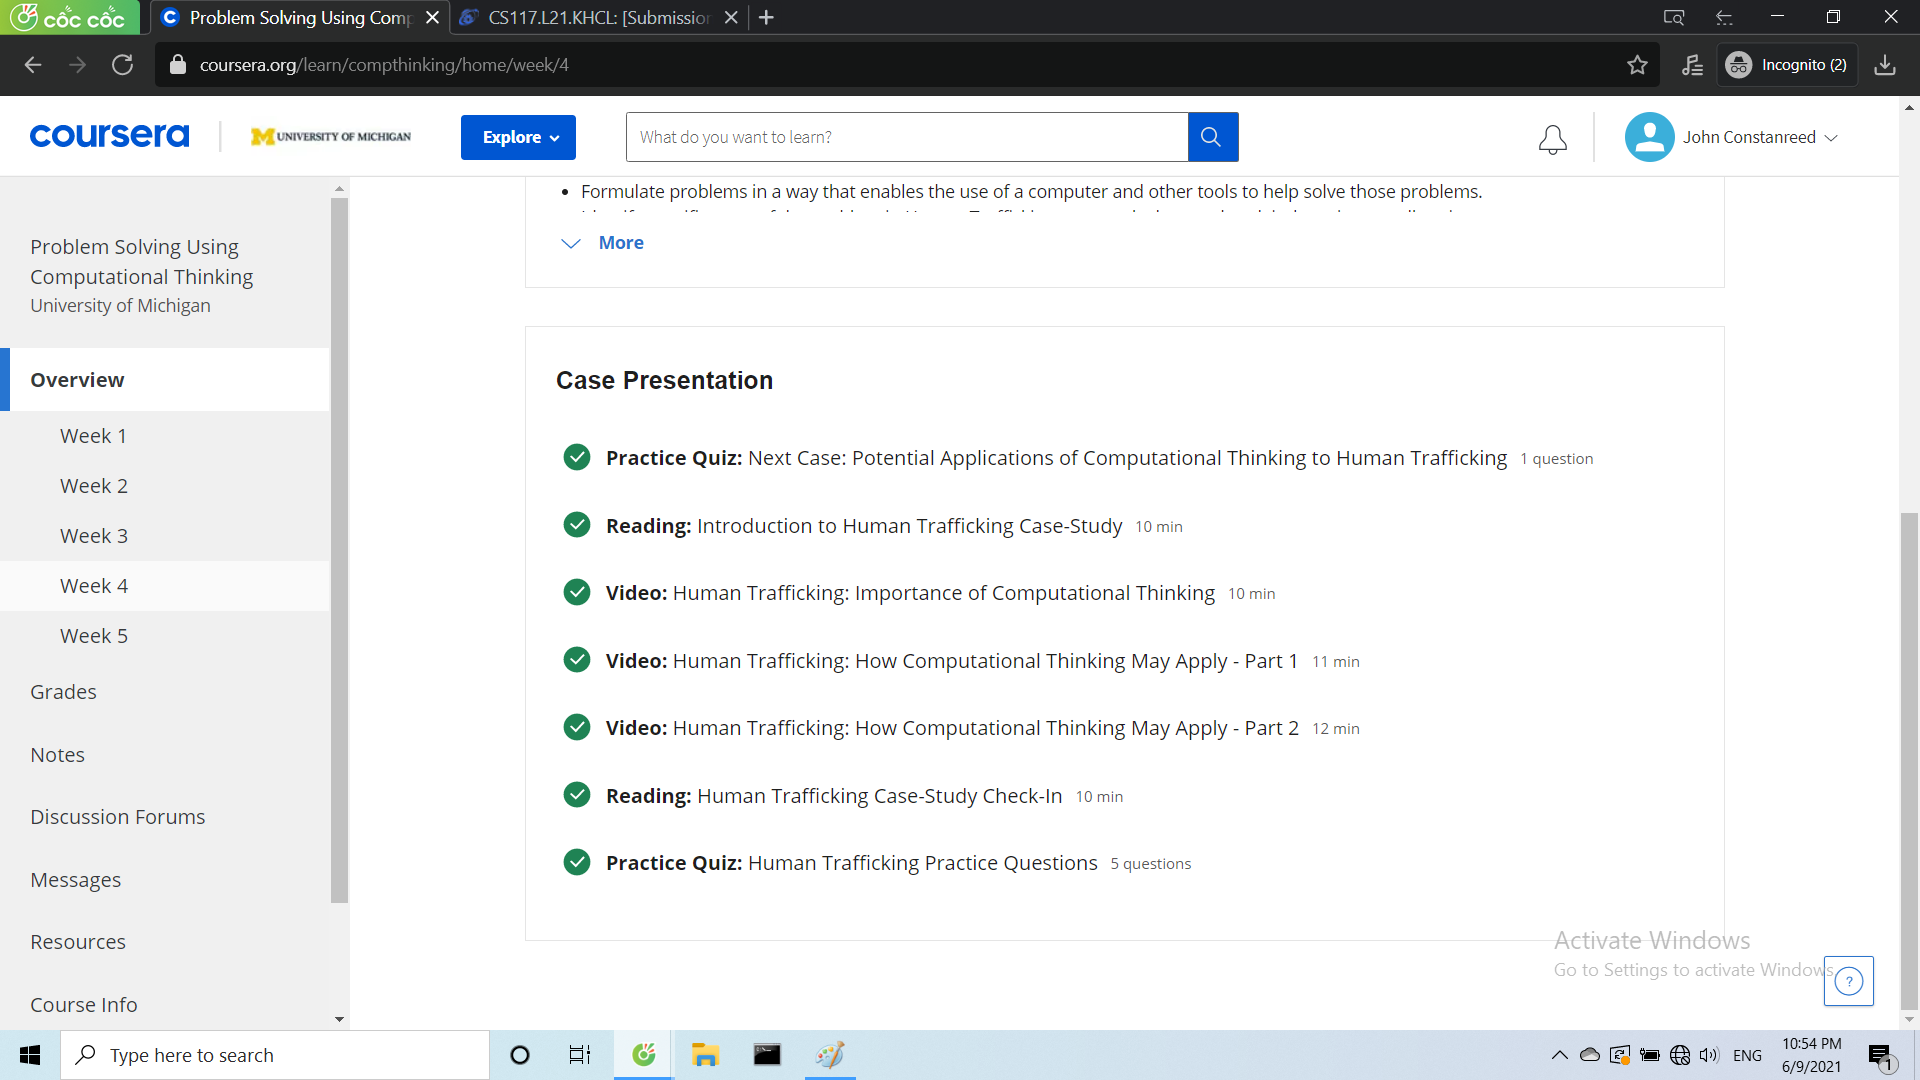 cốc cốc
Problem Solving Using Comp
CS117.L21.KHCL: [Submission
coursera.org/learn/compthinking/home/week/4
Incognito (2)
coursera
UNIVERSITY OF MICHIGAN
Explore
What do you want to learn?
John Constanreed
Problem Solving Using
Computational Thinking
University of Michigan
Overview
Week 1
Week 2
Week 3
Week 4
Week 5
Grades
Notes
Discussion Forums
Messages
Resources
Course Info
• Formulate problems in a way that enables the use of a computer and other tools to help solve those problems.
More
Case Presentation
Practice Quiz: Next Case: Potential Applications of Computational Thinking to Human Trafficking 1 question
Reading: Introduction to Human Trafficking Case-Study 10 min
Video: Human Trafficking: Importance of Computational Thinking 10 min
Video: Human Trafficking: How Computational Thinking May Apply - Part 1 11 min
Video: Human Trafficking: How Computational Thinking May Apply - Part 2 12 min
Reading: Human Trafficking Case-Study Check-In 10 min
Practice Quiz: Human Trafficking Practice Questions 5 questions
Activate Windows
Go to Settings to activate Windows.
?
Type here to search
ENG
10:54 PM
6/9/2021
1